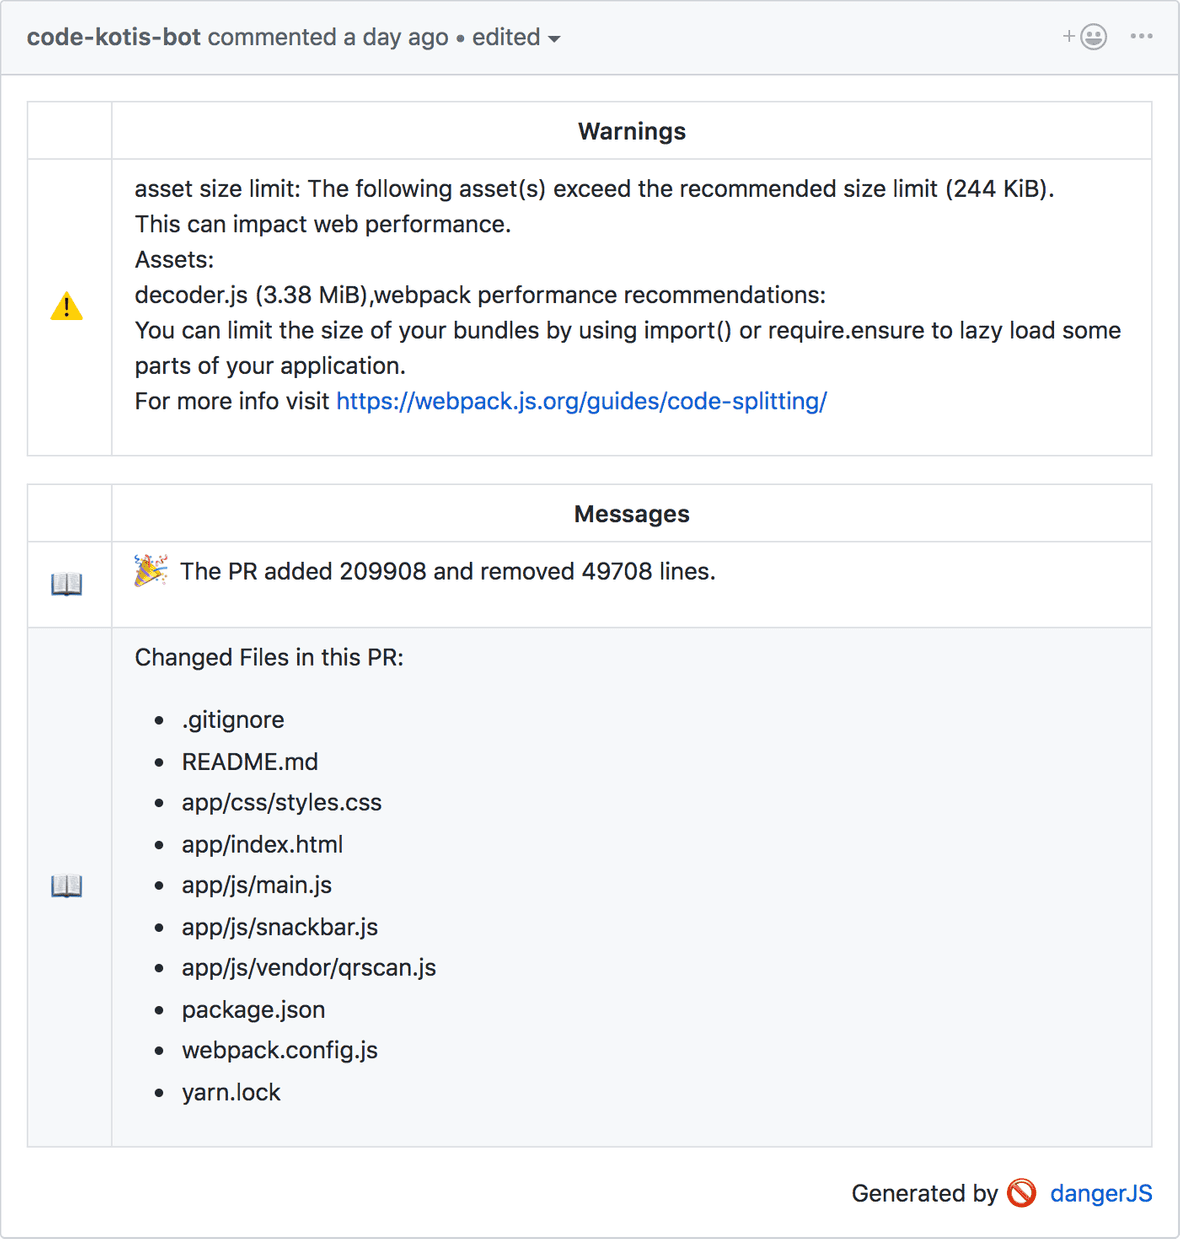 code-kotis-bot commented a day ago • edited
Warnings
asset size limit: The following asset(s) exceed the recommended size limit (244 KiB).
This can impact web performance.
Assets:
decoder.js (3.38 MiB),webpack performance recommendations:
You can limit the size of your bundles by using import() or require.ensure to lazy load some
parts of your application.
For more info visit https://webpack.js.org/guides/code-splitting/
Messages
🎉 The PR added 209908 and removed 49708 lines.
Changed Files in this PR:
• .gitignore
• README.md
• app/css/styles.css
• app/index.html
• app/js/main.js
• app/js/snackbar.js
• app/js/vendor/qrscan.js
• package.json
• webpack.config.js
• yarn.lock
Generated by 🚫 dangerJS